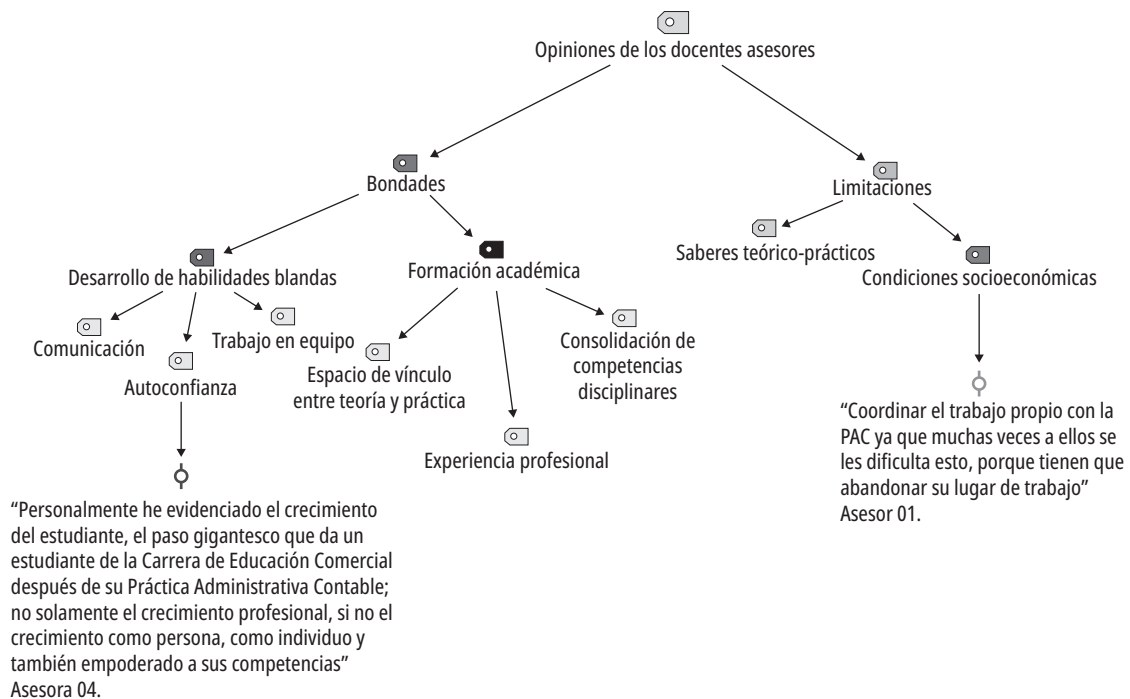 Opiniones de los docentes asesores
Bondades
Limitaciones
Desarrollo de habilidades blandas
Formación académica
Saberes teórico-prácticos
Condiciones socioeconómicas
Comunicación
Autoconfianza
Trabajo en equipo
Espacio de vínculo
entre teoría y práctica
Experiencia profesional
Consolidación de
competencias
disciplinares
“Personalmente he evidenciado el crecimiento
del estudiante, el paso gigantesco que da un
estudiante de la Carrera de Educación Comercial
después de su Práctica Administrativa Contable;
no solamente el crecimiento profesional, si no el
crecimiento como persona, como individuo y
también empoderado a sus competencias”
Asesora 04.
“Coordinar el trabajo propio con la
PAC ya que muchas veces a ellos se
les dificulta esto, porque tienen que
abandonar su lugar de trabajo”
Asesor 01.